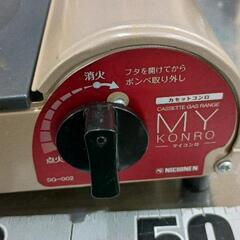 カセットコンロ
CASSETTE GAS RANGE
MY
KONRO
マイコンロ
消火
フタを開けてから
ボンベ取り外し
点火
SG-002
NICHINEN
50